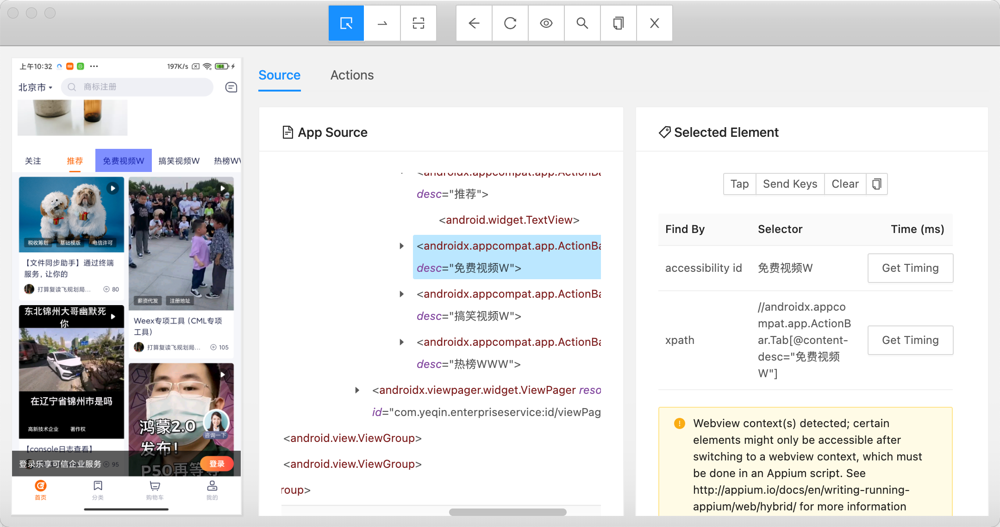 上午10:32
197K/s
68
北京市
商标注册
关注
推荐
免费视频W
搞笑视频W
热榜WW
税收筹划
基础模版
电信许可
【文件同步助手】通过终端
服务，让你的
打算复读飞规划局...
80
东北锦州大哥幽默死
你
在辽宁省锦州市是吗
高新技术企业
著作权
【console日志查看】
95
薪资代发
注册地址
Weex专项工具（CML专项
工具）
打算复读飞规划局...
105
鸿蒙2.0
发布！
P50再等等
咨询一下
登录乐享可信企业服务
登录
首页
分类
购物车
我的
Source
Actions
App Source
<androidx.appcompat.app.ActionBa
desc="推荐">
<android.widget.TextView>
<androidx.appcompat.app.ActionBa
desc="免费视频W">
<androidx.appcompat.app.ActionBa
desc="搞笑视频W">
<androidx.appcompat.app.ActionBa
desc="热榜WWW">
<androidx.viewpager.widget.ViewPager reso
id="com.yeqin.enterpriseservice:id/viewPag
<android.view.ViewGroup>
<android.view.ViewGroup>
roup>
Selected Element
Tap
Send Keys
Clear
Find By
Selector
Time (ms)
accessibility id
免费视频W
Get Timing
xpath
//androidx.appco
mpat.app.ActionB
ar.Tab[@content-
desc="免费视频
W"]
Get Timing
Webview context(s) detected; certain
elements might only be accessible after
switching to a webview context, which must
be done in an Appium script. See
http://appium.io/docs/en/writing-running-
appium/web/hybrid/ for more information